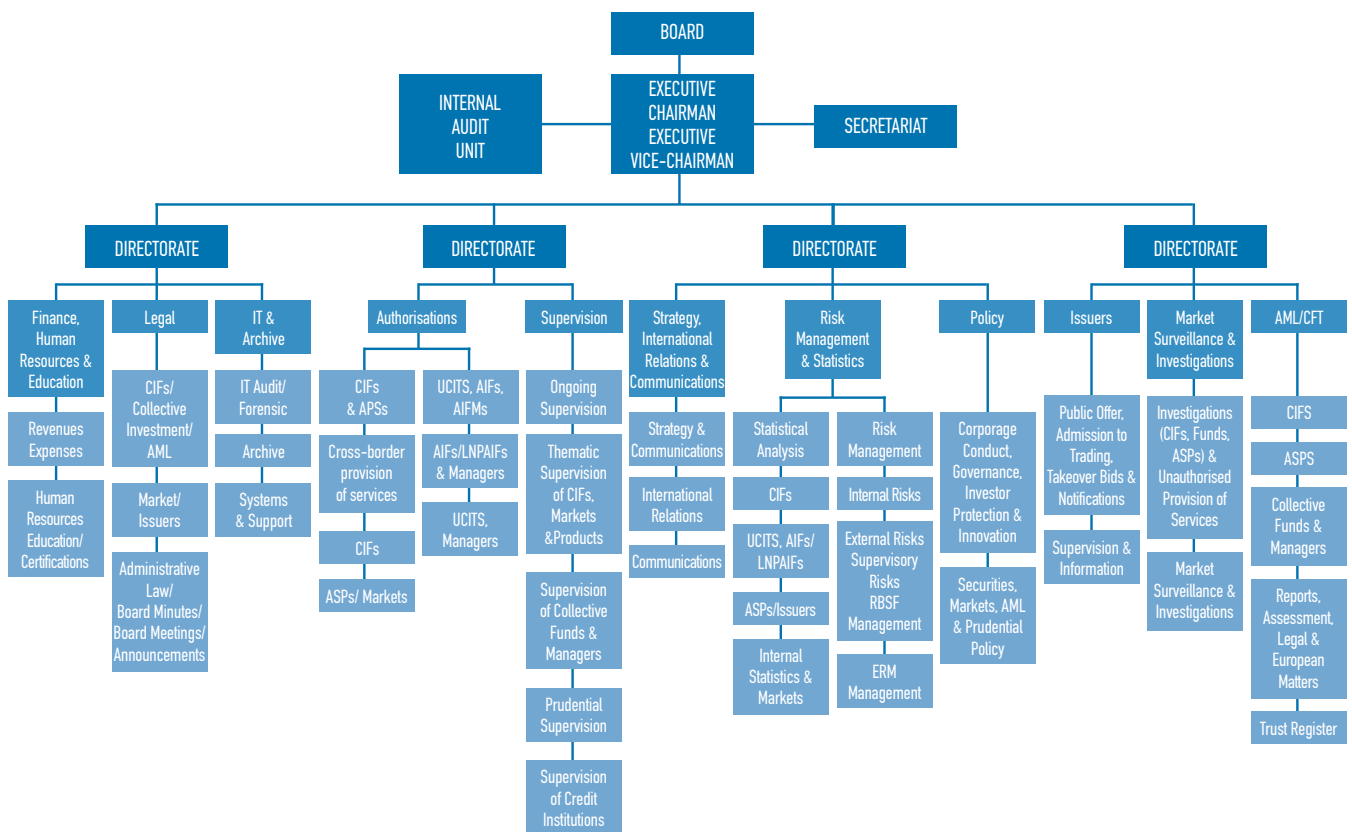 BOARD
INTERNAL
AUDIT
UNIT
EXECUTIVE
CHAIRMAN
EXECUTIVE
VICE-CHAIRMAN
SECRETARIAT
DIRECTORATE
DIRECTORATE
DIRECTORATE
DIRECTORATE
Finance,
Human
Resources &
Education
Revenues
Expenses
Human
Resources
Education/
Certifications
Legal
CIFs/
Collective
Investment/
AML
Market/
Issuers
Administrative
Law/
Board Minutes/
Board Meetings/
Announcements
IT &
Archive
IT Audit/
Forensic
Archive
Systems
& Support
Authorisations
CIFs
& APSs
Cross-border
provision
of services
CIFs
ASPs/ Markets
UCITS, AIFs,
AIFMs
AIFs/LNPAIFs
& Managers
UCITS,
Managers
Supervision
Ongoing
Supervision
Thematic
Supervision
of CIFs,
Markets
&Products
Supervision
of Collective
Funds &
Managers
Prudential
Supervision
Supervision
of Credit
Institutions
Strategy,
International
Relations &
Communications
Strategy &
Communications
International
Relations
Communications
Risk
Management
& Statistics
Statistical
Analysis
CIFs
UCITS, AIFs/
LNPAIFs
ASPs/Issuers
Internal
Statistics &
Markets
Risk
Management
Internal Risks
External Risks
Supervisory
Risks
RBSF
Management
ERM
Management
Policy
Corporage
Conduct,
Governance,
Investor
Protection &
Innovation
Securities,
Markets, AML
& Prudential
Policy
Issuers
Public Offer,
Admission to
Trading,
Takeover Bids &
Notifications
Supervision &
Information
Market
Surveillance &
Investigations
Investigations
(CIFs, Funds,
ASPs) &
Unauthorised
Provision of
Services
Market
Surveillance &
Investigations
AML/CFT
CIFS
ASPS
Collective
Funds &
Managers
Reports,
Assessment,
Legal &
European
Matters
Trust Register